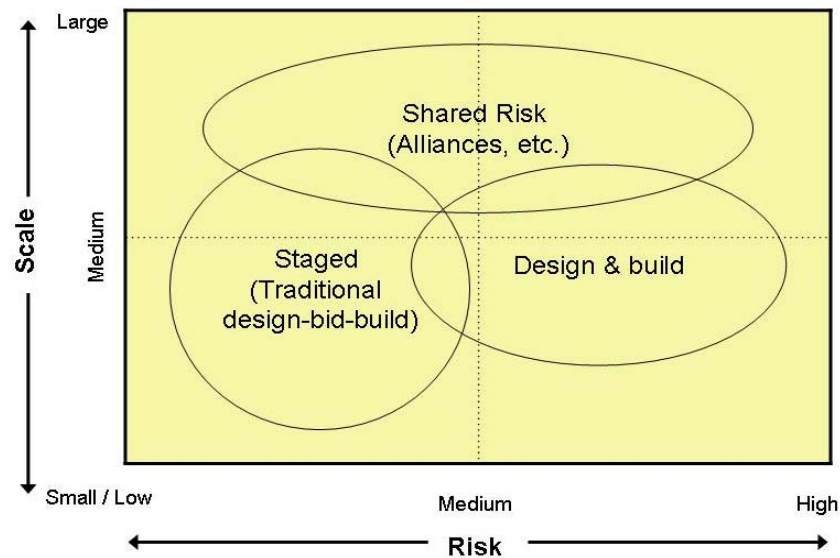 Large
Shared Risk
(Alliances, etc.)
Scale
Medium
Staged
(Traditional
design-bid-build)
Design & build
Small / Low
Medium
High
Risk